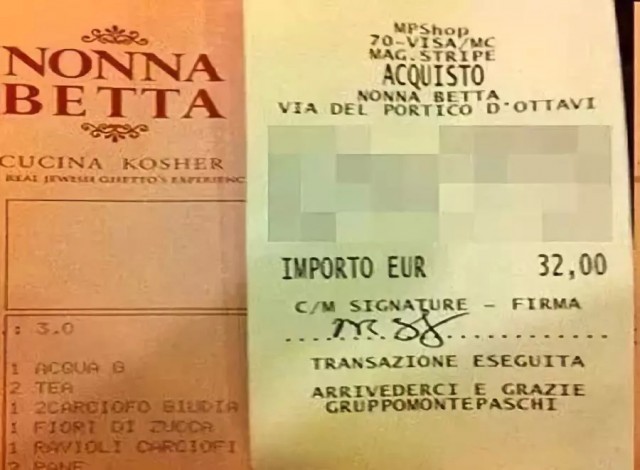 NONNA
BETTA
CUCINA KOSHER
REAL JEWISH GHETTO'S EXPERIENC
: 3.0
1 ACQUA G
2 TEA
1 2CARCIOFO GIUDIA
1 FIORI DI ZUCCA
1 RAVIOLI CARCIOFI
2 PANE
MPShop
70-VISA/MC
MAG.STRIPE
ACQUISTO
NONNA BETTA
VIA DEL PORTICO D'OTTAVI
IMPORTO EUR 32,00
C/M SIGNATURE - FIRMA
TRANSAZIONE ESEGUITA
ARRIVEDERCI E GRAZIE
GRUPPOMONTEPASCHI